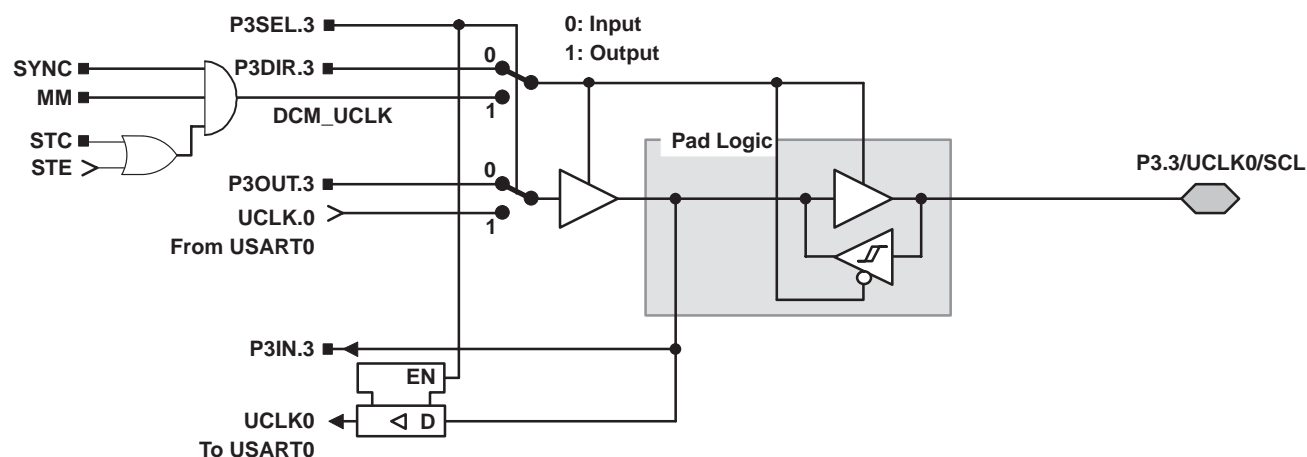 P3SEL.3
0: Input
1: Output
SYNC
P3DIR.3
0
MM
1
DCM_UCLK
STC
STE
Pad Logic
P3.3/UCLK0/SCL
P3OUT.3
0
UCLK.0
1
From USART0
P3IN.3
EN
UCLK0
D
To USART0